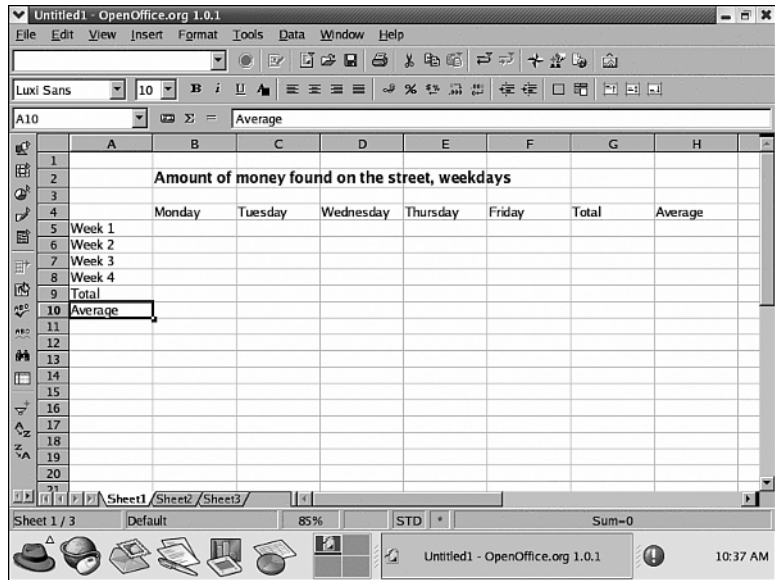 Untitled1 - OpenOffice.org 1.0.1
File Edit View Insert Format Tools Data Window Help
Luxi Sans 10 B i U A
A10 Σ = Average
A B C D E F G H
1
2 Amount of money found on the street, weekdays
3
4 Monday Tuesday Wednesday Thursday Friday Total Average
5 Week 1
6 Week 2
7 Week 3
8 Week 4
9 Total
10 Average
11
12
13
14
15
16
17
18
19
20
21
Sheet1 Sheet2 Sheet3
Sheet 1 / 3 Default 85% STD * Sum=0
Untitled1 - OpenOffice.org 1.0.1 10:37 AM